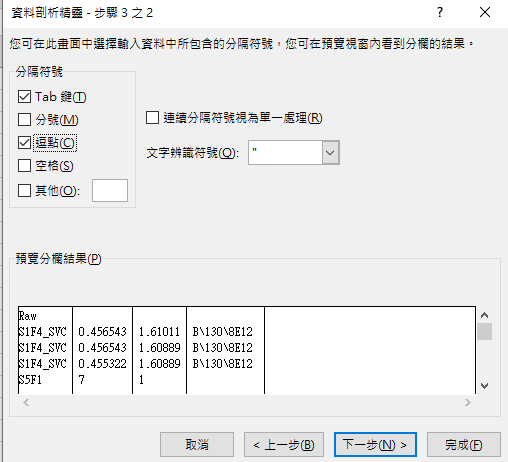 資料剖析精靈 - 步驟 3 之 2
您可在此畫面中選擇輸入資料中所包含的分隔符號，您可在預覽視窗內看到分欄的結果。
分隔符號
Tab 鍵(T)
分號(M)
逗點(C)
空格(S)
其他(O):
連續分隔符號視為單一處理(R)
文字辨識符號(Q): "
預覽分欄結果(P)
Raw
S1F4_SVC 0.456543 1.61011 B\130\8E12
S1F4_SVC 0.456543 1.60889 B\130\8E12
S1F4_SVC 0.455322 1.60889 B\130\8E12
S5F1 7 1
取消 < 上一步(B) 下一步(N) > 完成(F)